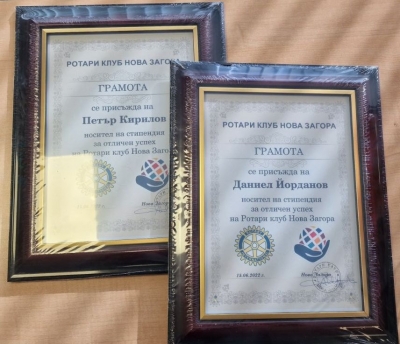 РОТАРИ КЛУБ НОВА ЗАГОРА
ГРАМОТА
се присъжда на
Петър Кирилов
носител на стипендия
за отличен успех
на Ротари клуб Нова Заго
РОТАРИ КЛУБ НОВА ЗАГОРА
ГРАМОТА
се присъжда на
Даниел Йорданов
носител на стипендия
за отличен успех
на Ротари клуб Нова Загора
Нова Загора